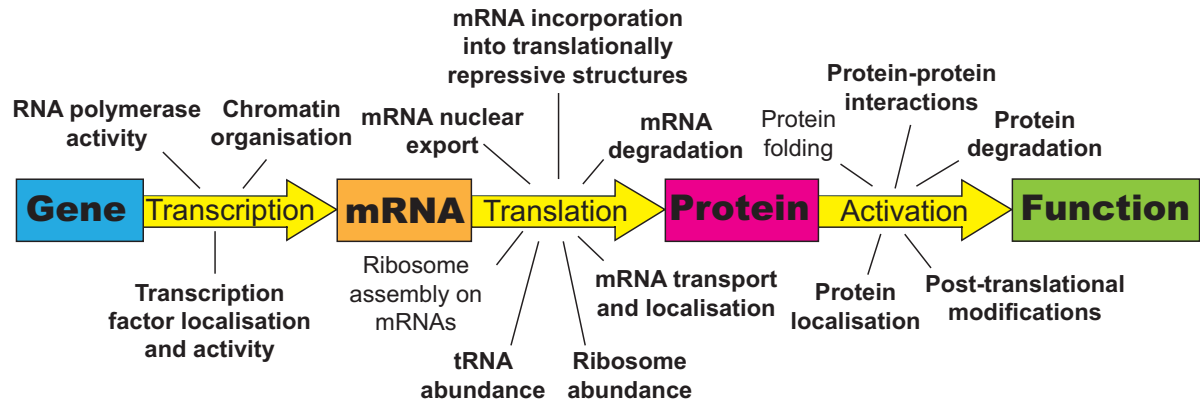 mRNA incorporation
into translationally
repressive structures
RNA polymerase
activity
Chromatin
organisation
mRNA nuclear
export
mRNA
degradation
Protein
folding
Protein-protein
interactions
Protein
degradation
Gene
Transcription
mRNA
Translation
Protein
Activation
Function
Transcription
factor localisation
and activity
Ribosome
assembly on
mRNAs
tRNA
abundance
Ribosome
abundance
mRNA transport
and localisation
Protein
localisation
Post-translational
modifications